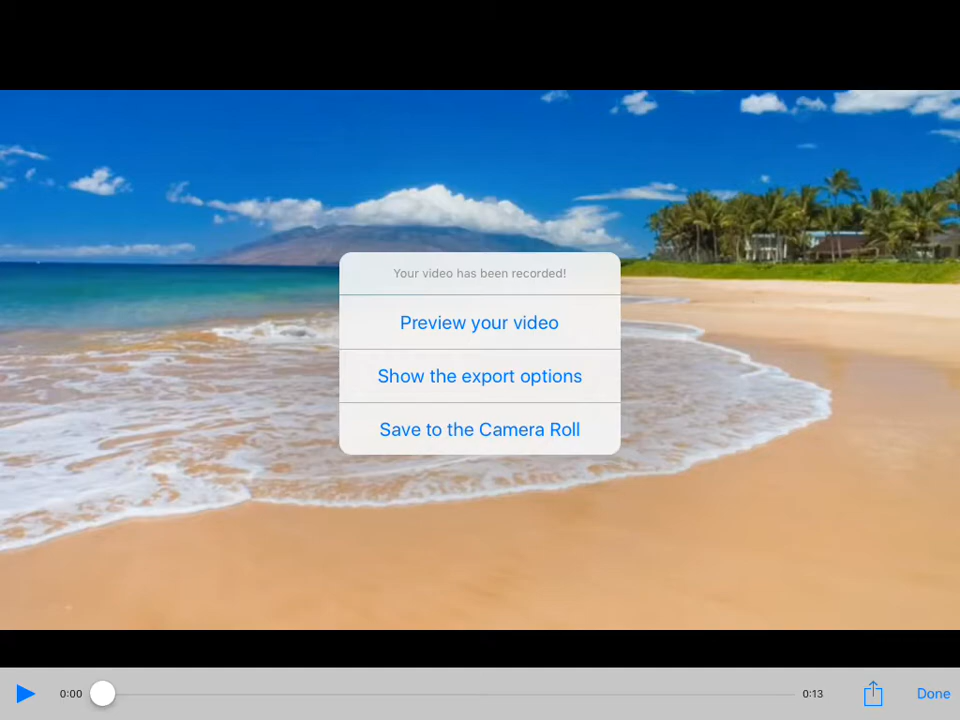 Your video has been recorded!
Preview your video
Show the export options
Save to the Camera Roll
0:00
0:13
Done